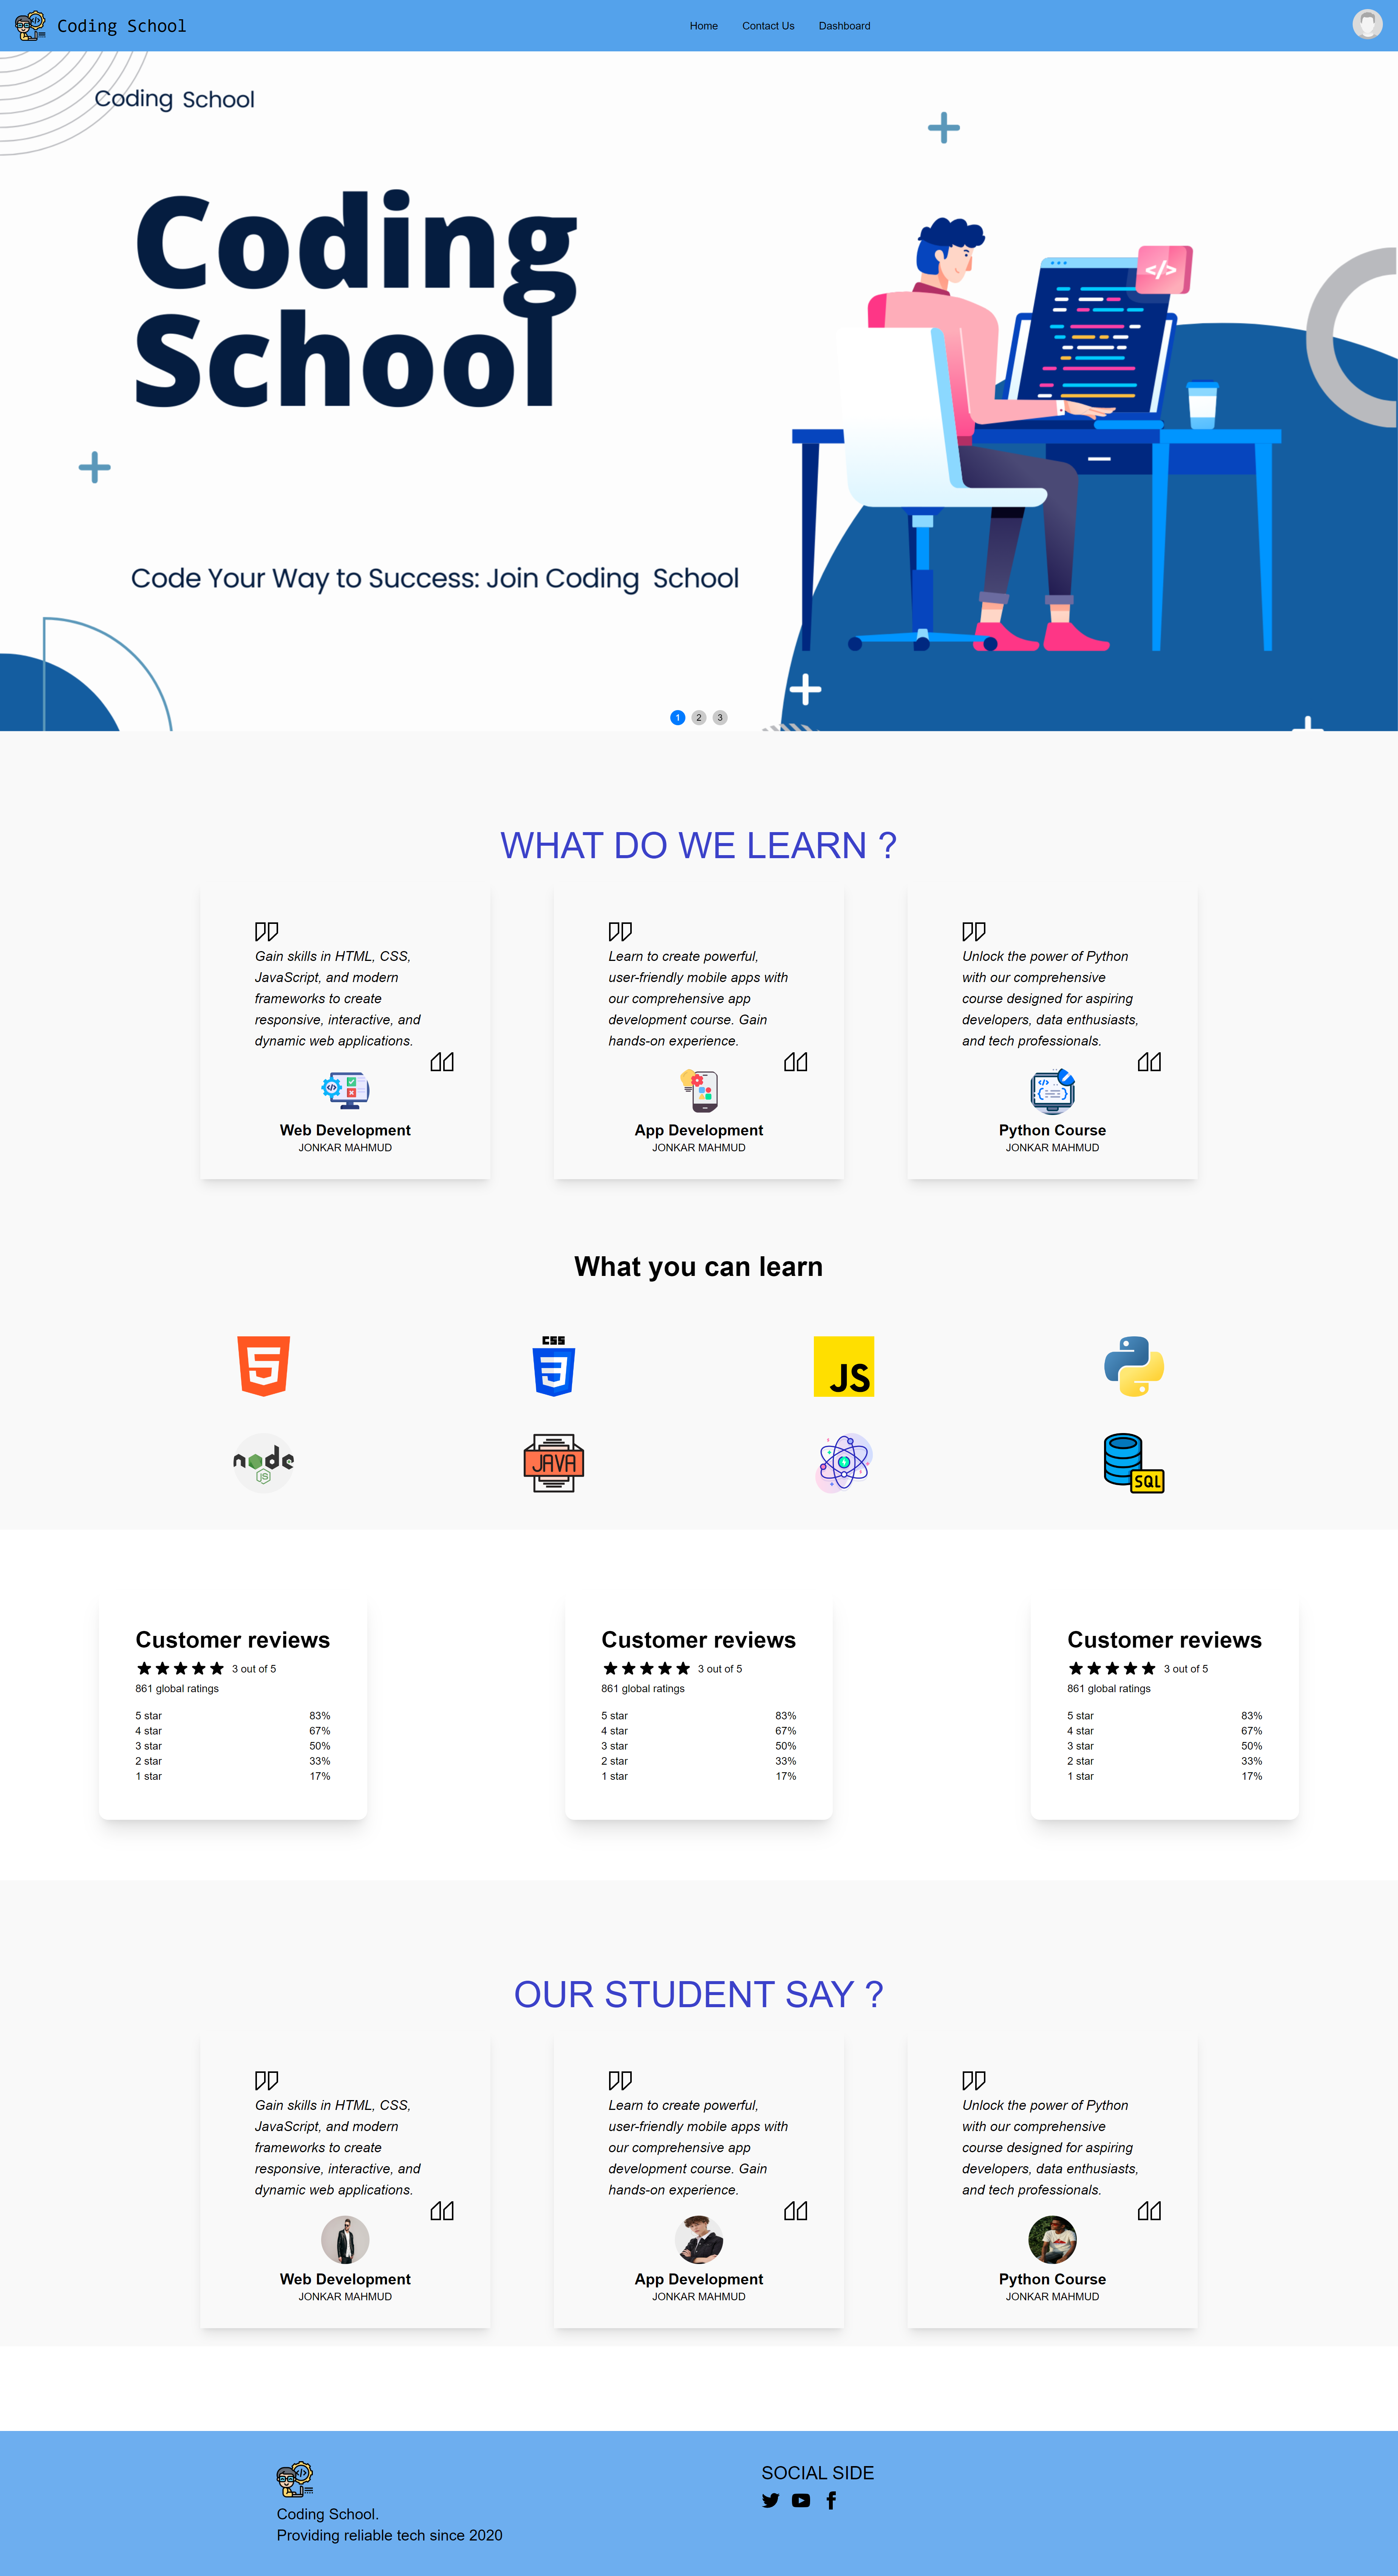 Coding School
Home Contact Us Dashboard
Coding School
Coding
School
</>
Code Your Way to Success: Join Coding School
1 2 3
WHAT DO WE LEARN ?
Gain skills in HTML, CSS,
JavaScript, and modern
frameworks to create
responsive, interactive, and
dynamic web applications.
</>
Web Development
JONKAR MAHMUD
Learn to create powerful,
user-friendly mobile apps with
our comprehensive app
development course. Gain
hands-on experience.
App Development
JONKAR MAHMUD
Unlock the power of Python
with our comprehensive
course designed for aspiring
developers, data enthusiasts,
and tech professionals.
</>
Python Course
JONKAR MAHMUD
What you can learn
5
CSS
3
JS
node
JS
JAVA
SQL
Customer reviews
3 out of 5
861 global ratings
5 star 83%
4 star 67%
3 star 50%
2 star 33%
1 star 17%
Customer reviews
3 out of 5
861 global ratings
5 star 83%
4 star 67%
3 star 50%
2 star 33%
1 star 17%
Customer reviews
3 out of 5
861 global ratings
5 star 83%
4 star 67%
3 star 50%
2 star 33%
1 star 17%
OUR STUDENT SAY ?
Gain skills in HTML, CSS,
JavaScript, and modern
frameworks to create
responsive, interactive, and
dynamic web applications.
Web Development
JONKAR MAHMUD
Learn to create powerful,
user-friendly mobile apps with
our comprehensive app
development course. Gain
hands-on experience.
App Development
JONKAR MAHMUD
Unlock the power of Python
with our comprehensive
course designed for aspiring
developers, data enthusiasts,
and tech professionals.
Python Course
JONKAR MAHMUD
Coding School.
Providing reliable tech since 2020
SOCIAL SIDE